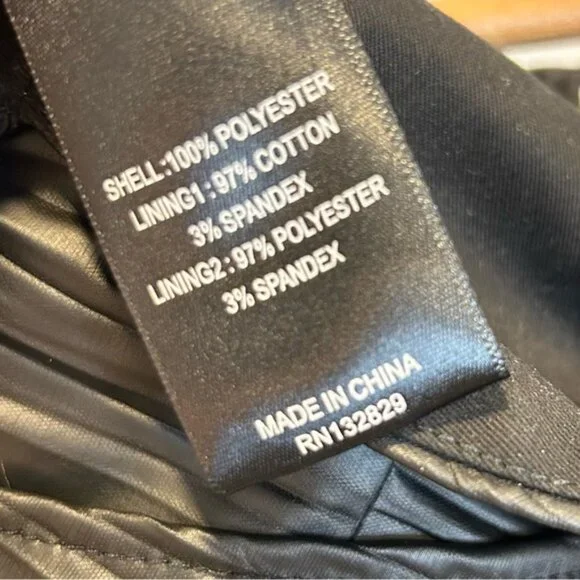 SHELL:100% POLYESTER
LINING1:97% COTTON
3% SPANDEX
LINING2:97% POLYESTER
3% SPANDEX
MADE IN CHINA
RN132829